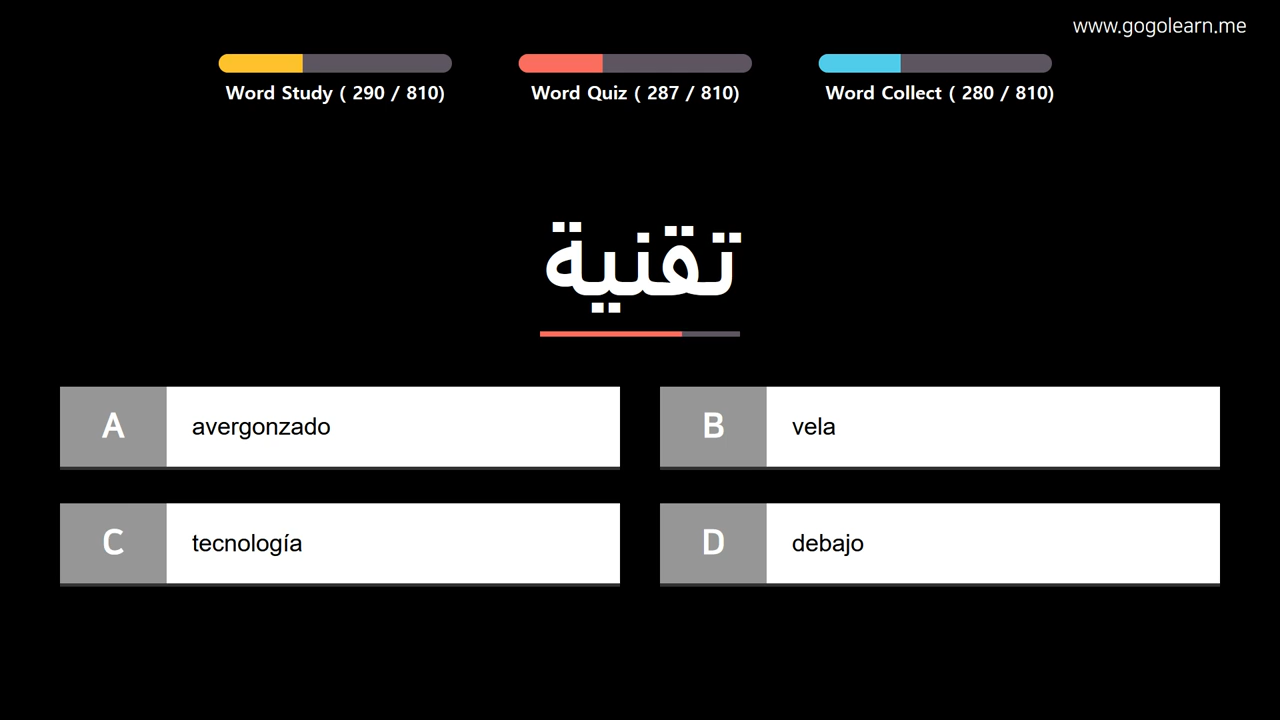 www.gogolearn.me
Word Study ( 290 / 810)
Word Quiz ( 287 / 810)
Word Collect ( 280 / 810)
تقنية
A
avergonzado
B
vela
C
tecnología
D
debajo